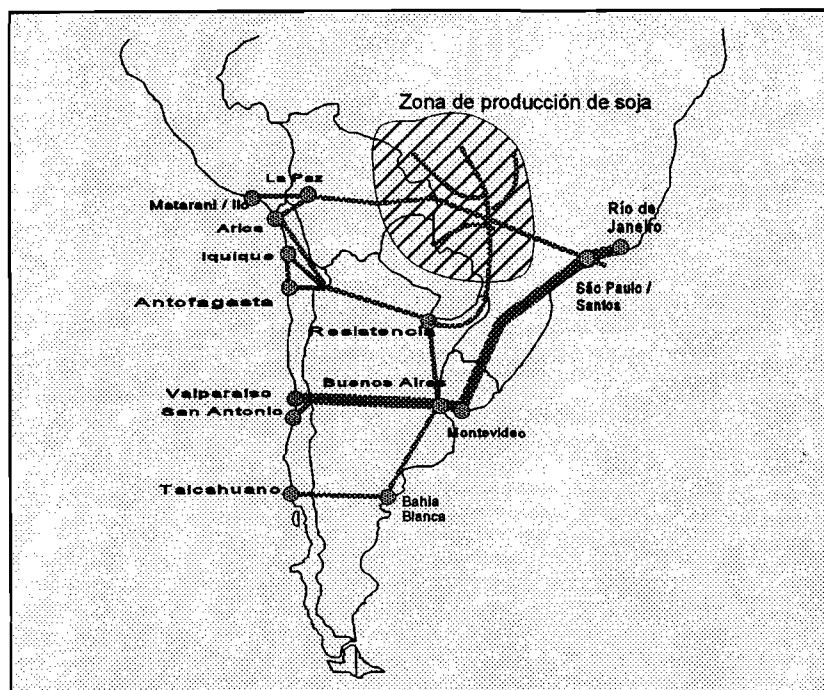 Zona de producción de soja
La Paz
Matarani / Ilo
Arica
Iquique
Antofagasta
Resistencia
Río de
Janeiro
São Paulo /
Santos
Valparaíso
San Antonio
Buenos Aires
Montevideo
Talcahuano
Bahía
Blanca